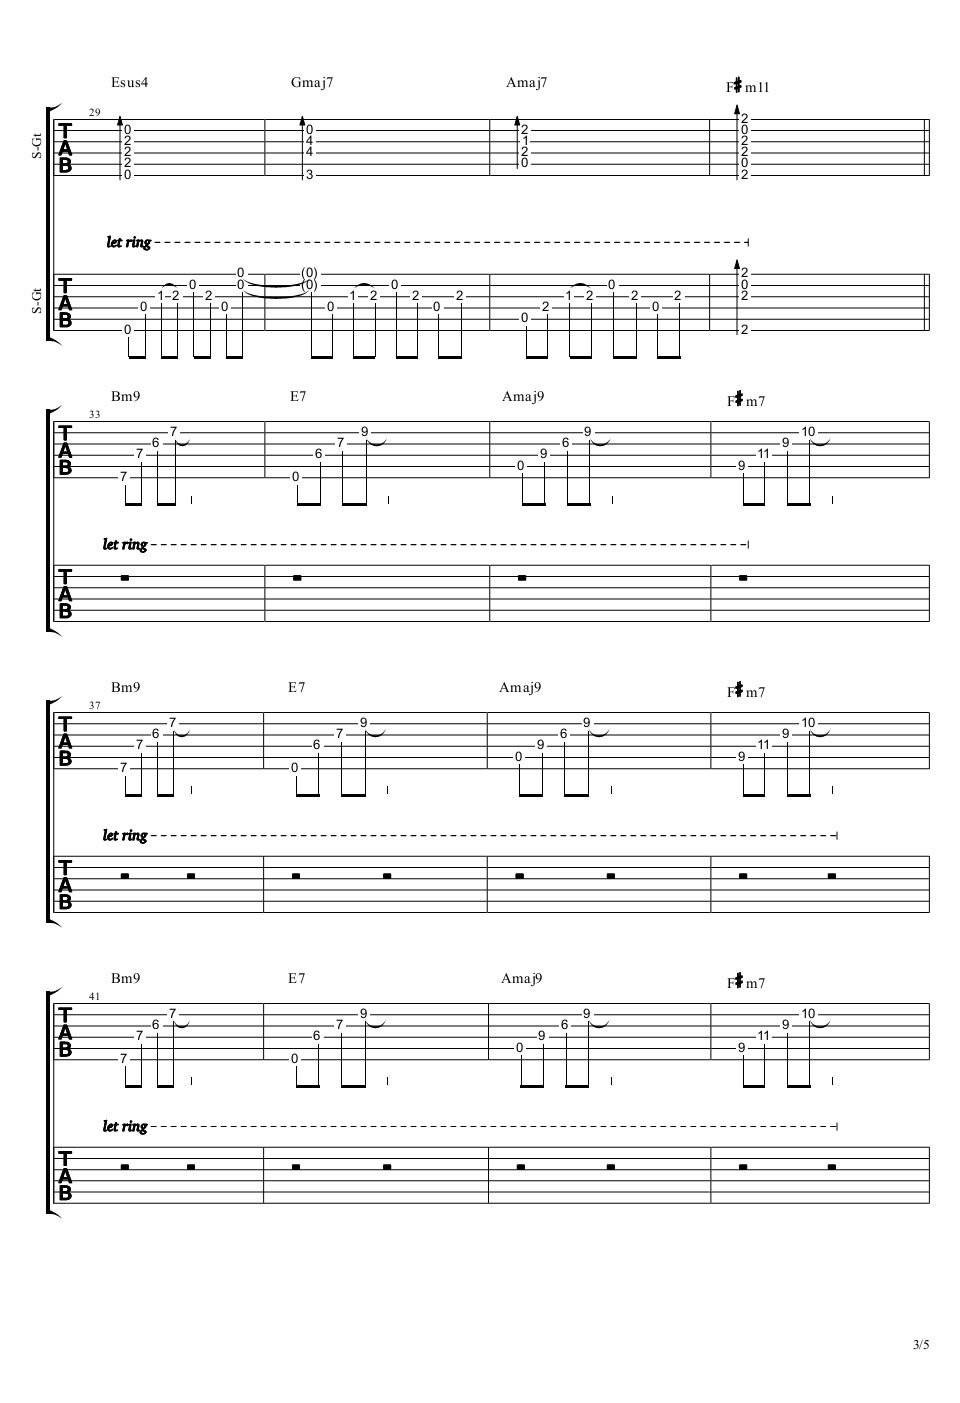 Esus4 Gmaj7 Amaj7 F♯m11
29
S-Gt
T 0 0 2 2
A 2 4 1 0
B 2 4 2 2
2 3 0 2
0 0
2
let ring
S-Gt
T 0 (0) 2
A 0 0 (0) 0 0 0
B 1 2 2 1 2 2 2 1 2 2 2 2
0 0 0 0 2 0
0
0 2
Bm9 E7 Amaj9 F♯m7
33
T 7 9 9 10
A 6 7 6 9
B 7 6 9 11
0 9
7 0
let ring
T
A
B
Bm9 E7 Amaj9 F♯m7
37
T 7 9 9 10
A 6 7 6 9
B 7 6 9 11
0 9
7 0
let ring
T
A
B
Bm9 E7 Amaj9 F♯m7
41
T 7 9 9 10
A 6 7 6 9
B 7 6 9 11
0 9
7 0
let ring
T
A
B
3/5